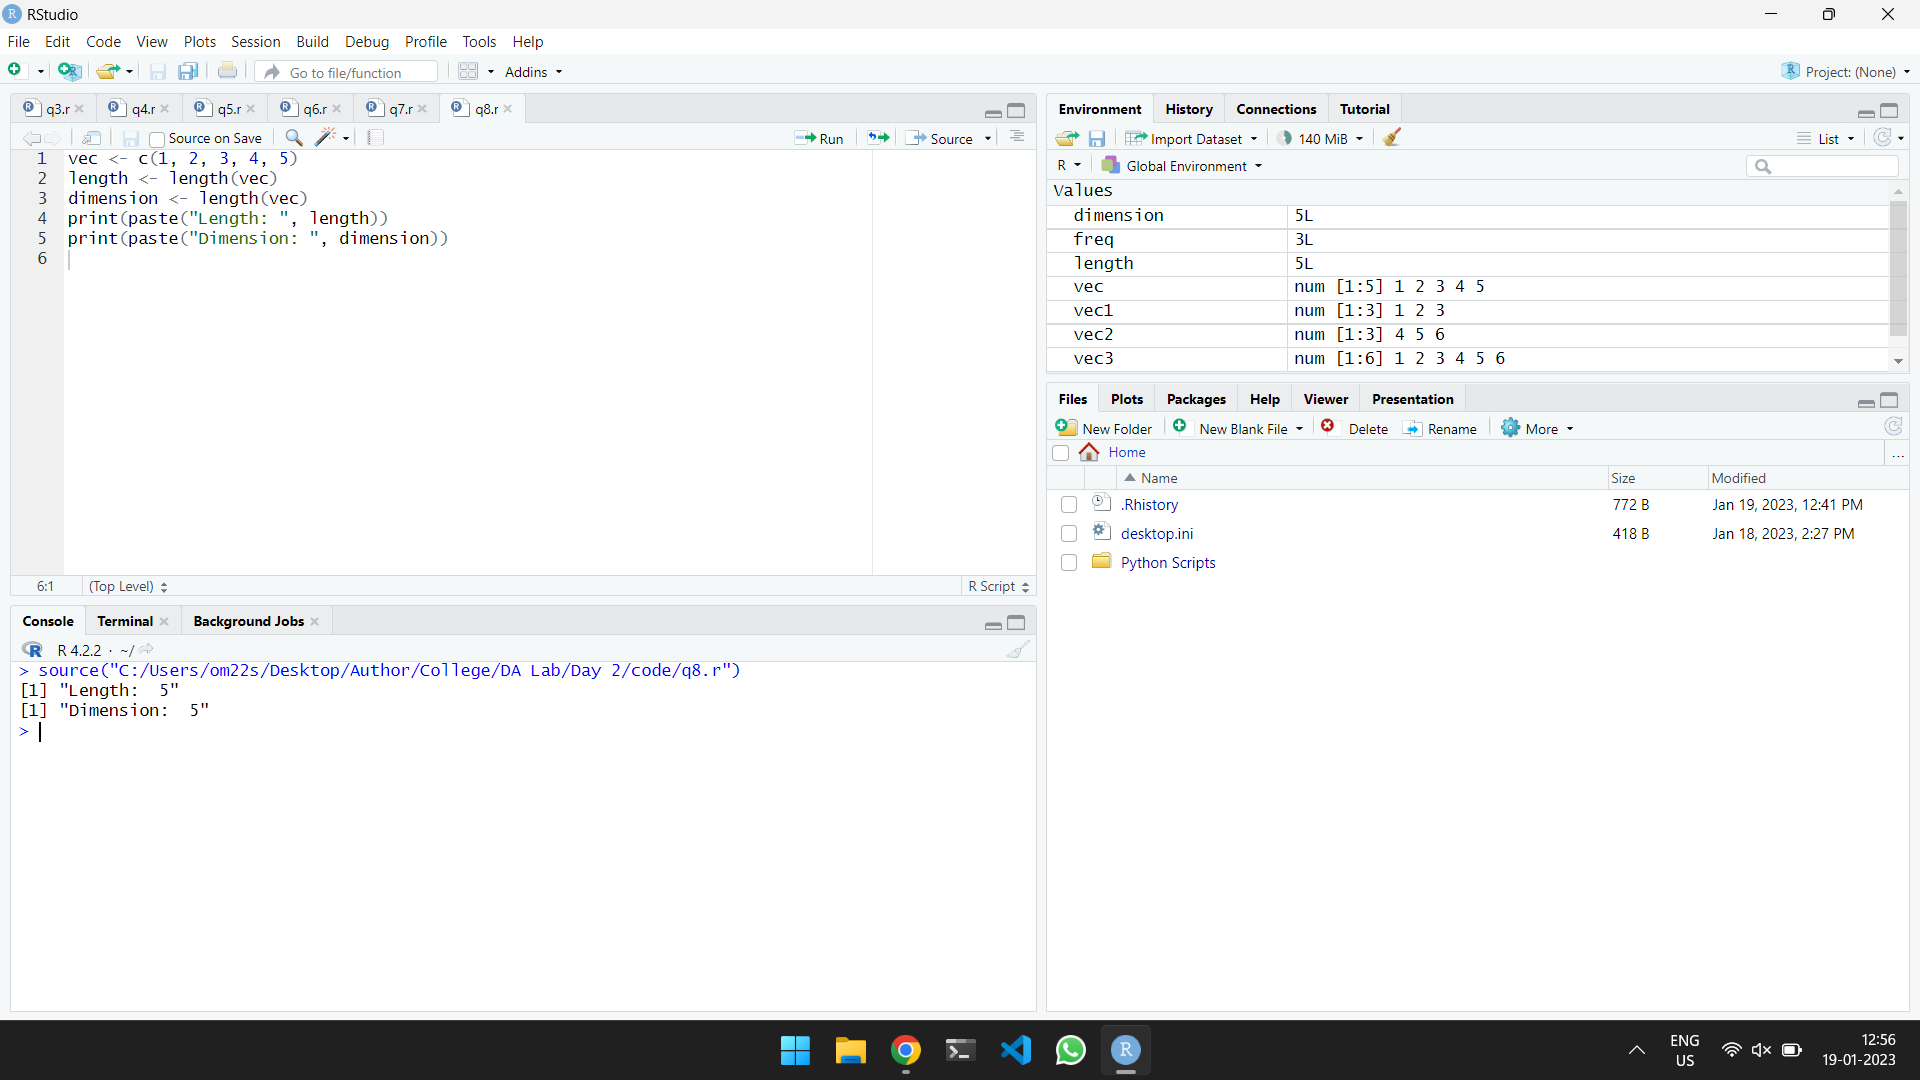 RStudio
File Edit Code View Plots Session Build Debug Profile Tools Help
Go to file/function Addins Project: (None)
q3.r q4.r q5.r q6.r q7.r q8.r
Source on Save Run Source
1 vec <- c(1, 2, 3, 4, 5)
2 length <- length(vec)
3 dimension <- length(vec)
4 print(paste("Length: ", length))
5 print(paste("Dimension: ", dimension))
6
6:1 (Top Level) R Script
Console Terminal Background Jobs
R 4.2.2 · ~/
> source("C:/Users/om22s/Desktop/Author/College/DA Lab/Day 2/code/q8.r")
[1] "Length:  5"
[1] "Dimension:  5"
>
Environment History Connections Tutorial
Import Dataset 140 MiB List
R Global Environment
Values
dimension 5L
freq 3L
length 5L
vec num [1:5] 1 2 3 4 5
vec1 num [1:3] 1 2 3
vec2 num [1:3] 4 5 6
vec3 num [1:6] 1 2 3 4 5 6
Files Plots Packages Help Viewer Presentation
New Folder New Blank File Delete Rename More
Home ...
Name Size Modified
.Rhistory 772 B Jan 19, 2023, 12:41 PM
desktop.ini 418 B Jan 18, 2023, 2:27 PM
Python Scripts
ENG 12:56
US 19-01-2023